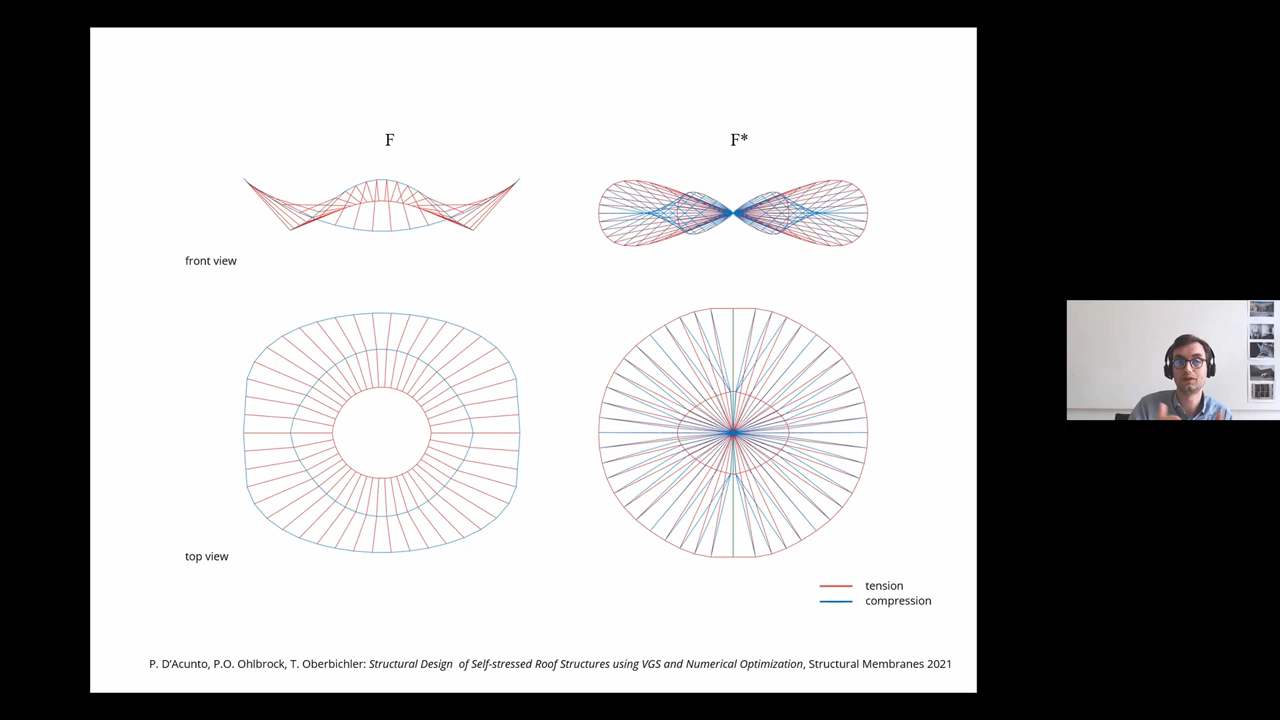 F
F*
front view
top view
tension
compression
P. D'Acunto, P.O. Ohlbrock, T. Oberbichler: Structural Design of Self-stressed Roof Structures using VGS and Numerical Optimization, Structural Membranes 2021